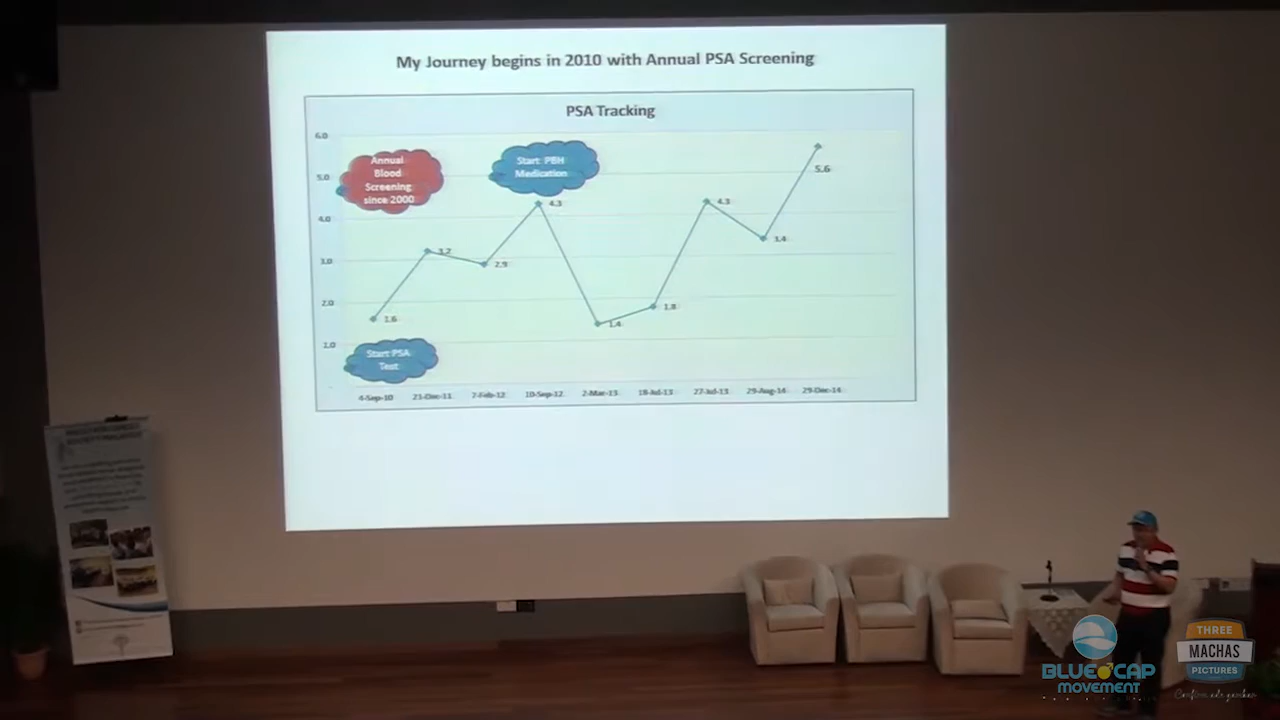 My Journey begins in 2010 with Annual PSA Screening
PSA Tracking
6.0
5.0
4.0
3.0
2.0
1.0
Annual
Blood
Screening
since 2000
Start PBH
Medication
Start PSA
Test
1.6
3.2
2.9
4.3
1.4
1.8
4.3
3.4
5.6
4-Sep-10
21-Dec-11
7-Feb-12
10-Sep-12
2-Mar-13
18-Jul-13
27-Jul-13
29-Aug-14
29-Dec-14
BLUE CAP
MOVEMENT
THREE
MACHAS
PICTURES